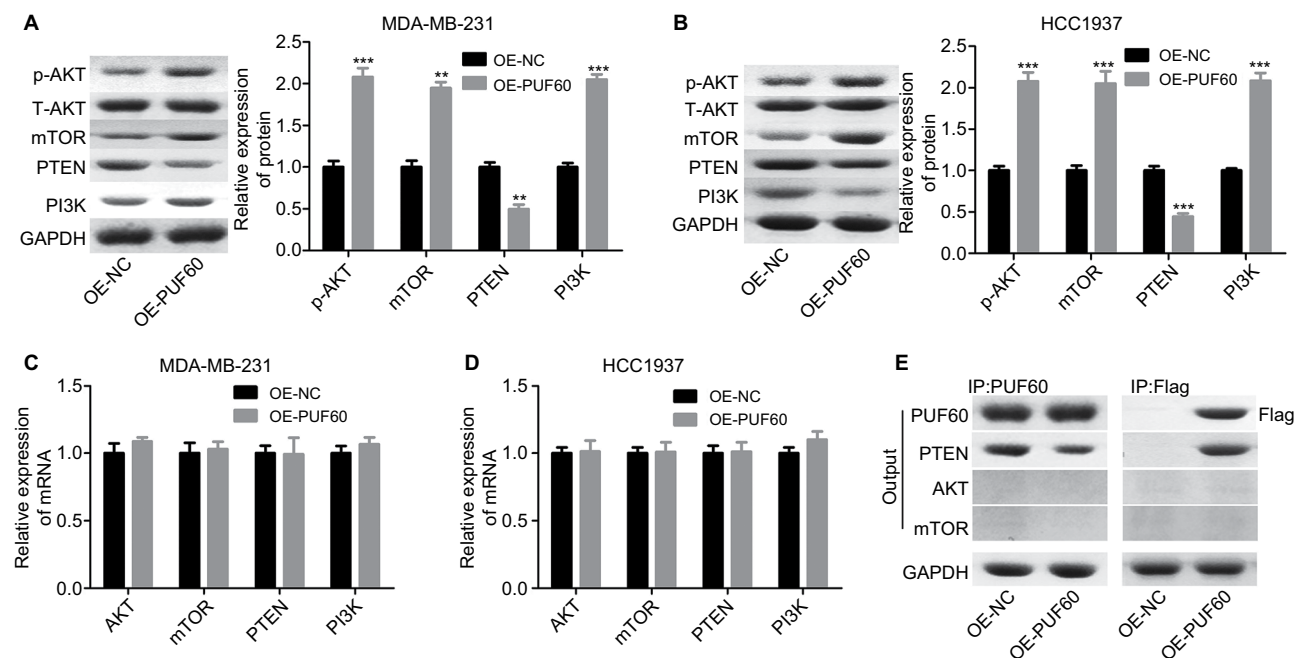 A
MDA-MB-231
p-AKT
T-AKT
mTOR
PTEN
PI3K
GAPDH
OE-NC
OE-PUF60
Relative expression
of protein
2.5
2.0
1.5
1.0
0.5
0.0
OE-NC
OE-PUF60
***
**
**
***
p-AKT
mTOR
PTEN
PI3K
B
HCC1937
p-AKT
T-AKT
mTOR
PTEN
PI3K
GAPDH
OE-NC
OE-PUF60
Relative expression
of protein
2.5
2.0
1.5
1.0
0.5
0.0
OE-NC
OE-PUF60
***
***
***
***
p-AKT
mTOR
PTEN
PI3K
C
MDA-MB-231
Relative expression
of mRNA
1.5
1.0
0.5
0.0
OE-NC
OE-PUF60
AKT
mTOR
PTEN
PI3K
D
HCC1937
Relative expression
of mRNA
1.5
1.0
0.5
0.0
OE-NC
OE-PUF60
AKT
mTOR
PTEN
PI3K
E
IP:PUF60
IP:Flag
Output
PUF60
Flag
PTEN
AKT
mTOR
GAPDH
OE-NC
OE-PUF60
OE-NC
OE-PUF60